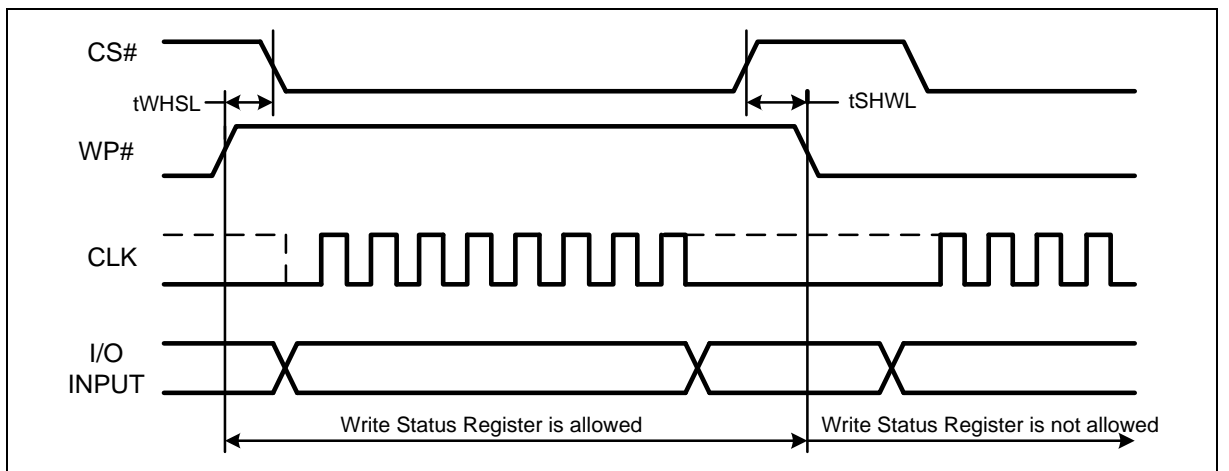 CS#
tWHSL
tSHWL
WP#
CLK
I/O
INPUT
Write Status Register is allowed
Write Status Register is not allowed